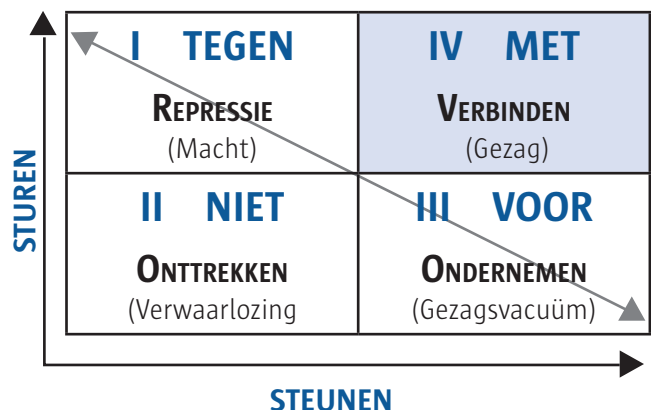 I TEGEN
REPRESSIE
(Macht)
IV MET
VERBINDEN
(Gezag)
II NIET
ONTTREKKEN
(Verwaarlozing
III VOOR
ONDERNEMEN
(Gezagsvacuüm)
STUREN
STEUNEN